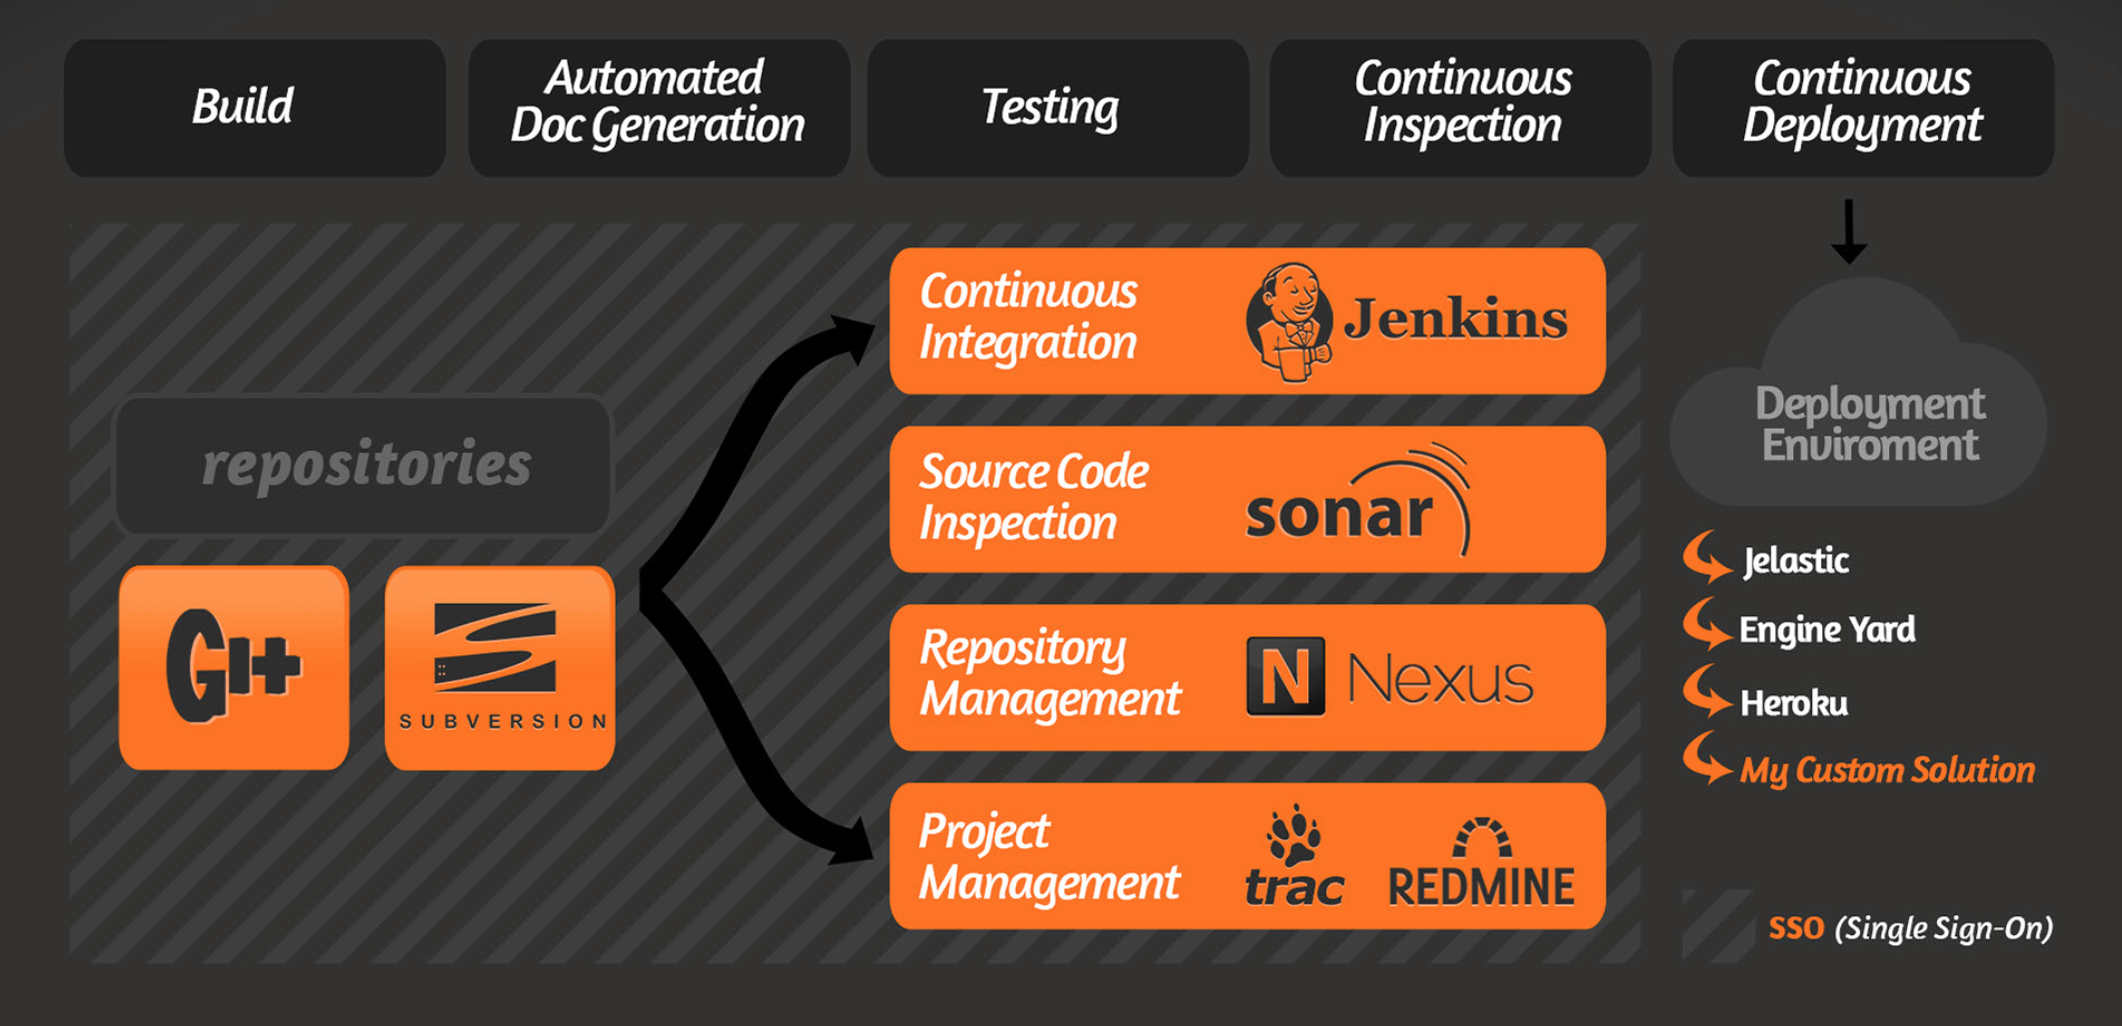 Build
Automated
Doc Generation
Testing
Continuous
Inspection
Continuous
Deployment
repositories
Git
SUBVERSION
Continuous
Integration
Jenkins
Source Code
Inspection
sonar
Repository
Management
N Nexus
Project
Management
trac
REDMINE
Deployment
Enviroment
Jelastic
Engine Yard
Heroku
My Custom Solution
SSO (Single Sign-On)